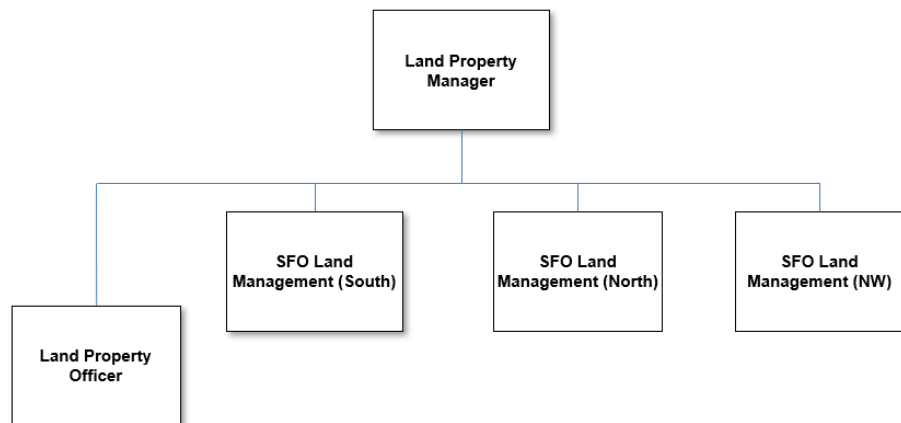 Land Property
Manager
SFO Land
Management (South)
SFO Land
Management (North)
SFO Land
Management (NW)
Land Property
Officer